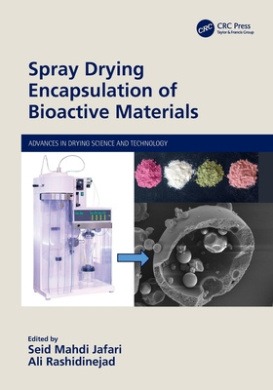 CRC
CRC Press
Taylor & Francis Group
Spray Drying
Encapsulation of
Bioactive Materials
ADVANCES IN DRYING SCIENCE AND TECHNOLOGY
Edited by
Seid Mahdi Jafari
Ali Rashidinejad